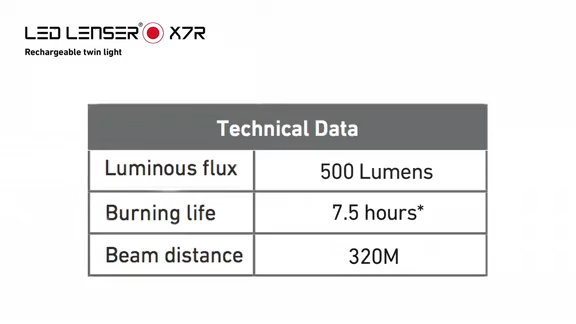 LED LENSER® X7R
Rechargeable twin light
Technical Data
Luminous flux 500 Lumens
Burning life 7.5 hours*
Beam distance 320M